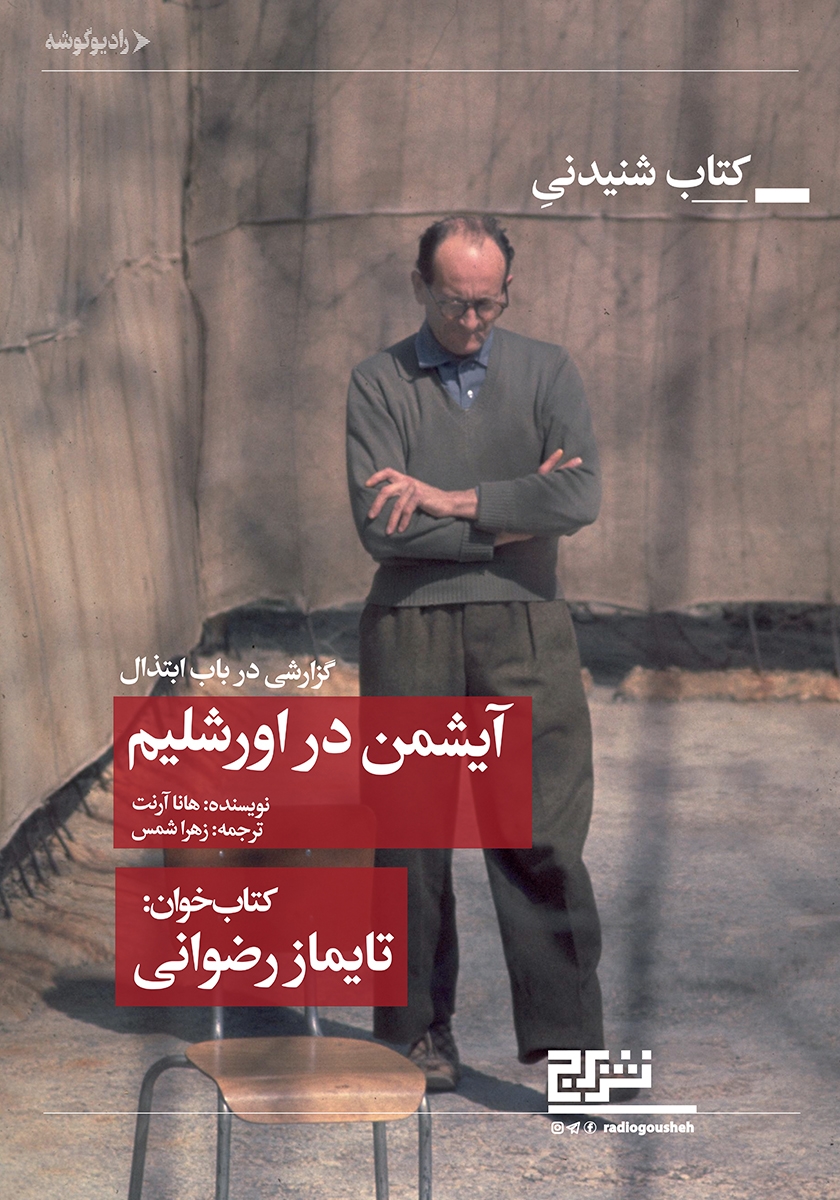 رادیوگوشه
کتاب شنیدنیِ
گزارشی در باب ابتذال
آیشمن در اورشلیم
نویسنده: هانا آرنت
ترجمه: زهرا شمس
کتاب‌خوان:
تایماز رضوانی
نشر برج
radiogousheh